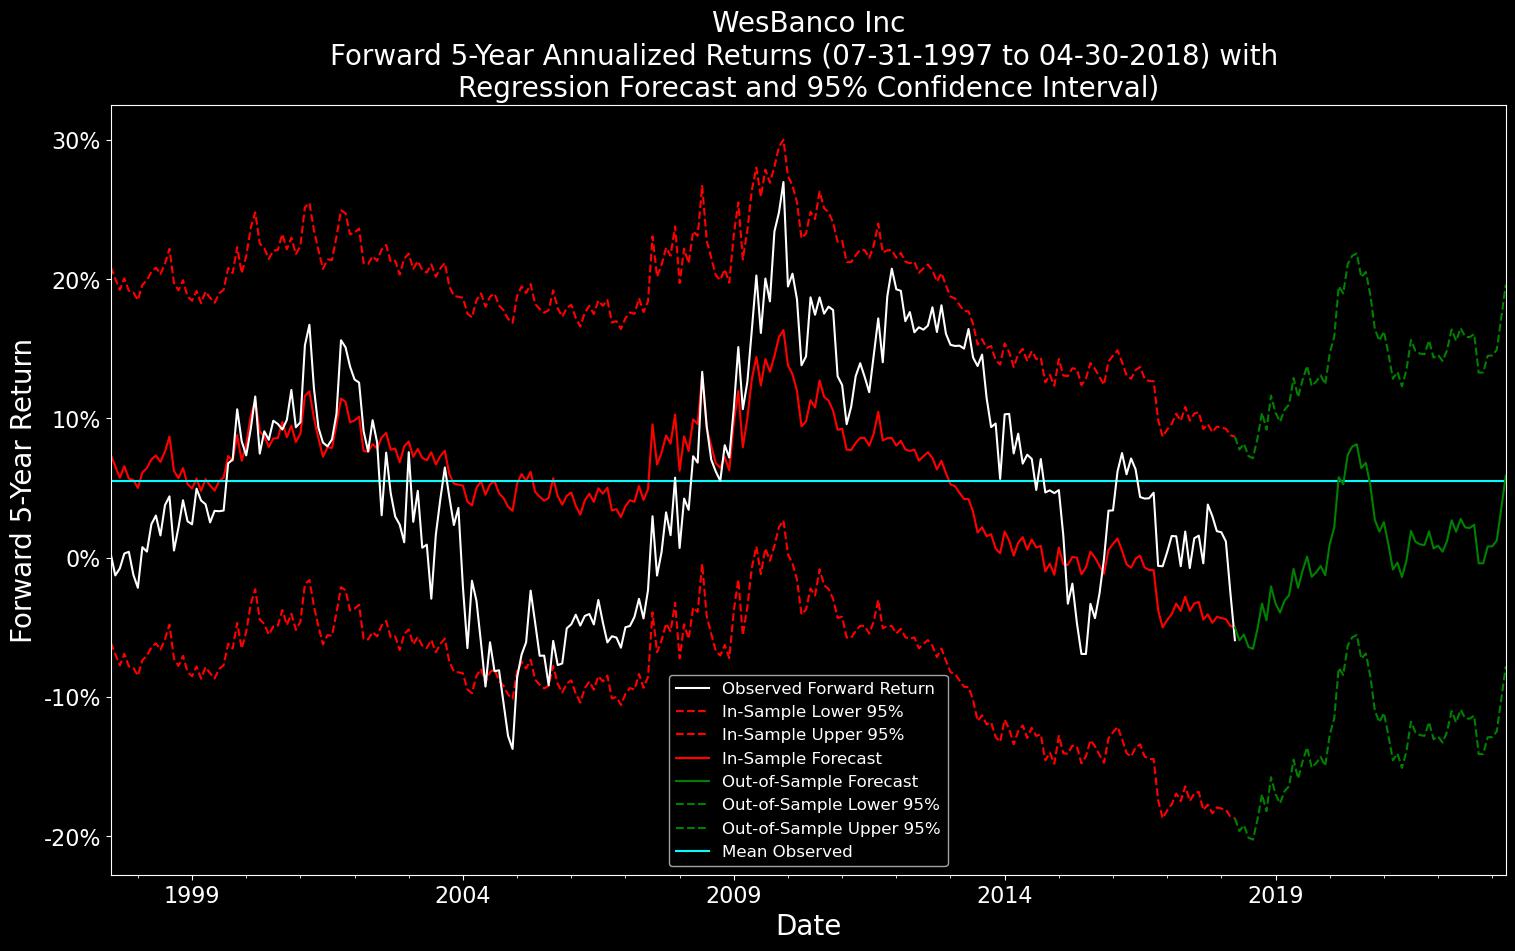 WesBanco Inc
Forward 5-Year Annualized Returns (07-31-1997 to 04-30-2018) with
Regression Forecast and 95% Confidence Interval)
30%
20%
10%
0%
-10%
-20%
Forward 5-Year Return
Observed Forward Return
In-Sample Lower 95%
In-Sample Upper 95%
In-Sample Forecast
Out-of-Sample Forecast
Out-of-Sample Lower 95%
Out-of-Sample Upper 95%
Mean Observed
1999 2004 2009 2014 2019
Date